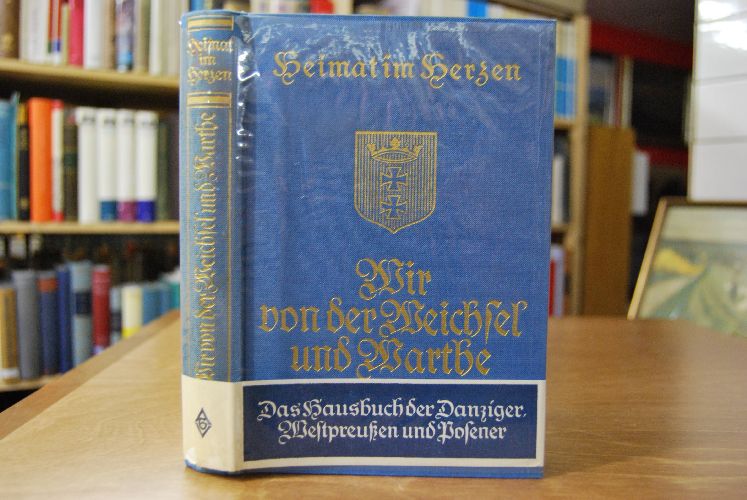 Heimat
im
Herzen
Wir von der Weichsel und Warthe
Heimat im Herzen
Wir
von der Weichsel
und Warthe
Das Hausbuch der Danziger,
Westpreußen und Posener